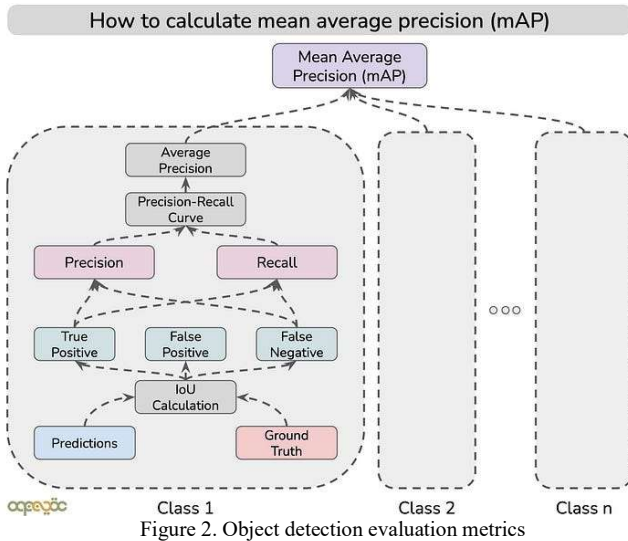 How to calculate mean average precision (mAP)
Mean Average
Precision (mAP)
Average
Precision
Precision-Recall
Curve
Precision
Recall
True
Positive
False
Positive
False
Negative
IoU
Calculation
Predictions
Ground
Truth
Class 1
Class 2
Class n
Figure 2. Object detection evaluation metrics